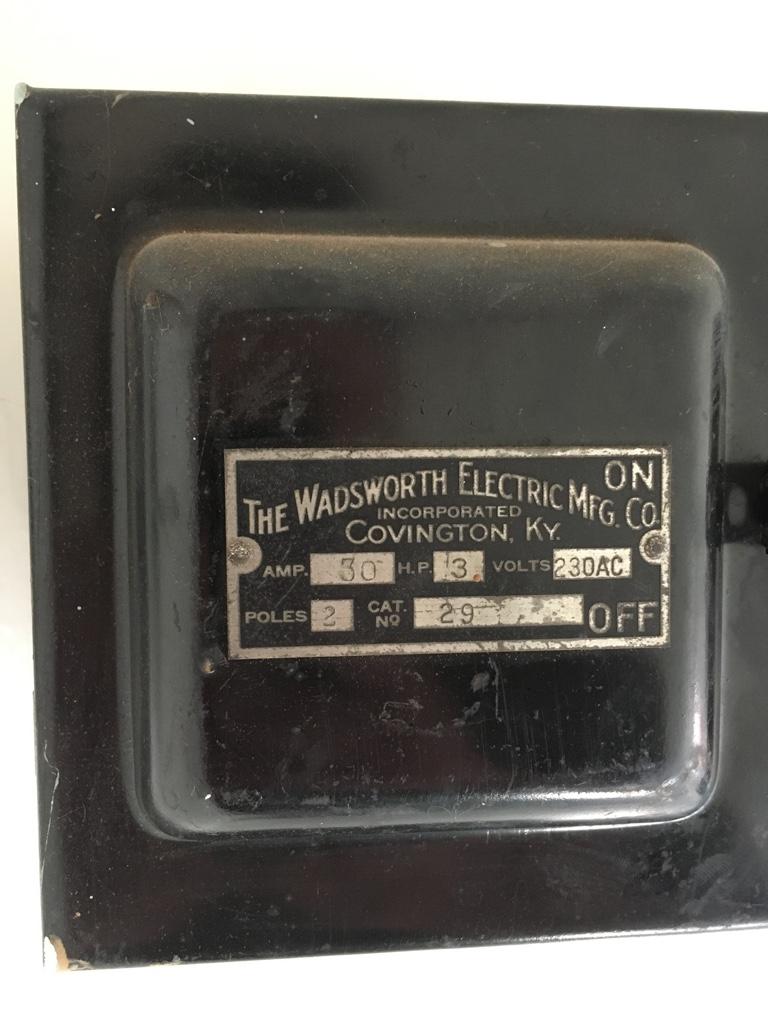 THE WADSWORTH ELECTRIC MFG. CO.
INCORPORATED
COVINGTON, KY.
ON
AMP. 30 H.P. 3 VOLTS 230AC
POLES 2 CAT. Nº 29
OFF